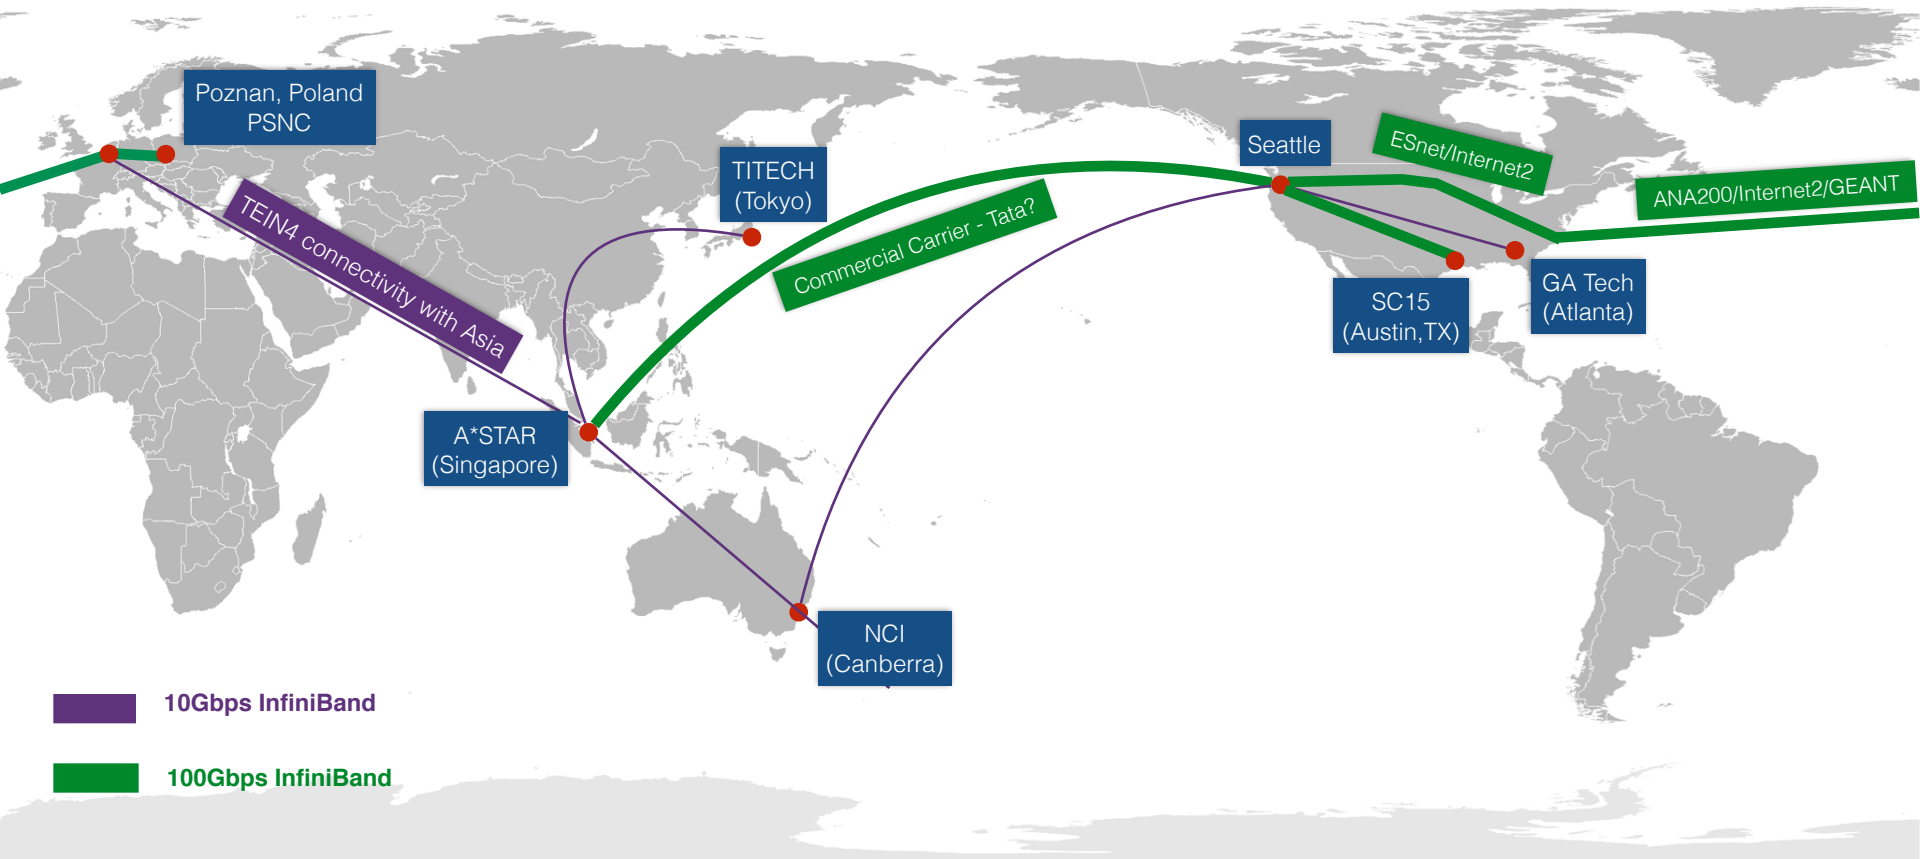 Poznan, Poland
PSNC
TITECH
(Tokyo)
Seattle
ESnet/Internet2
ANA200/Internet2/GEANT
TEIN4 connectivity with Asia
Commercial Carrier - Tata?
GA Tech
(Atlanta)
SC15
(Austin,TX)
A*STAR
(Singapore)
NCI
(Canberra)
10Gbps InfiniBand
100Gbps InfiniBand